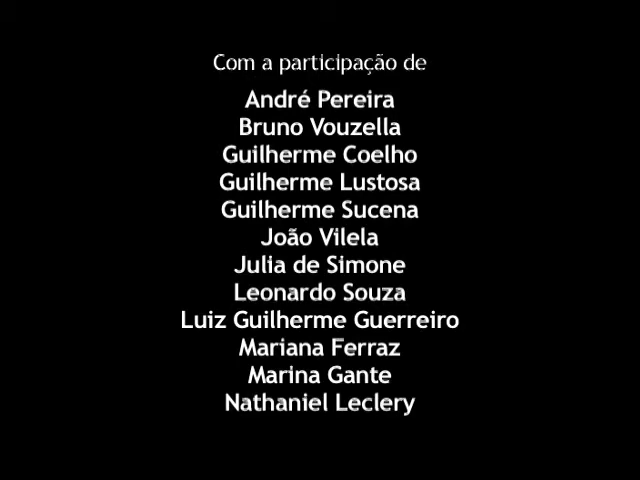 Com a participação de
André Pereira
Bruno Vouzella
Guilherme Coelho
Guilherme Lustosa
Guilherme Sucena
João Vilela
Julia de Simone
Leonardo Souza
Luiz Guilherme Guerreiro
Mariana Ferraz
Marina Gante
Nathaniel Leclery